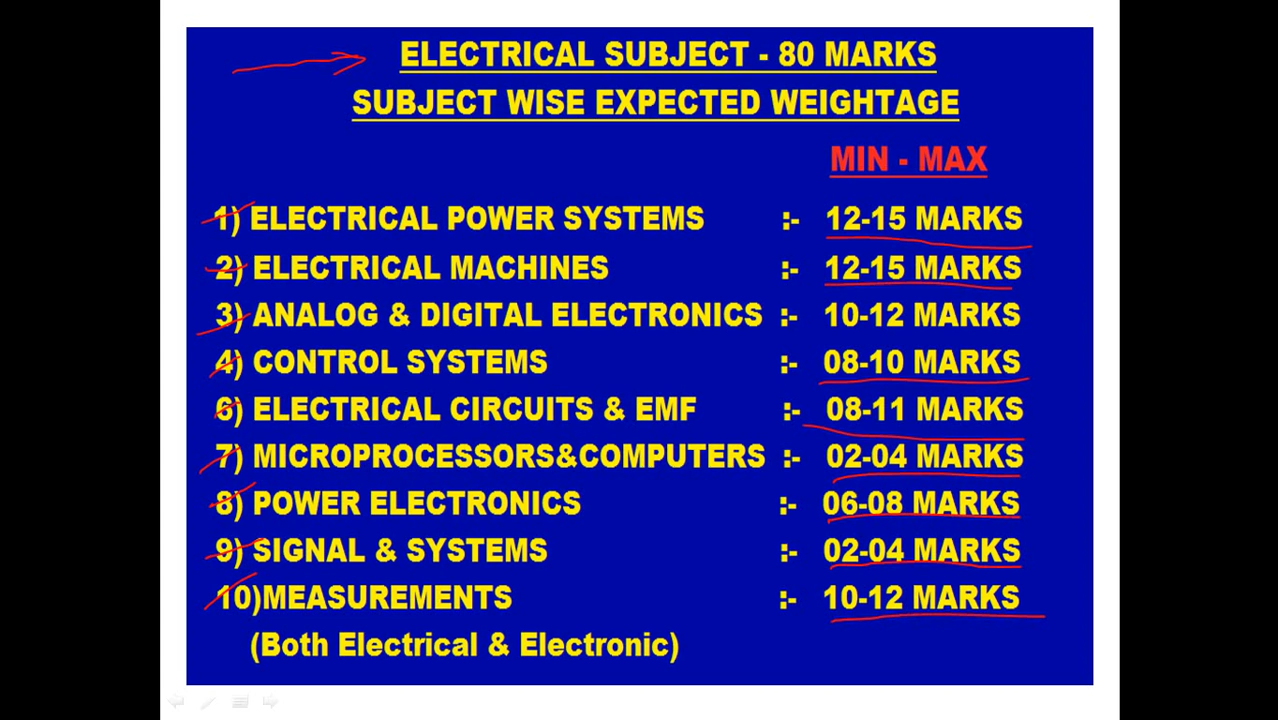 ELECTRICAL SUBJECT - 80 MARKS
SUBJECT WISE EXPECTED WEIGHTAGE
MIN - MAX
1) ELECTRICAL POWER SYSTEMS :- 12-15 MARKS
2) ELECTRICAL MACHINES :- 12-15 MARKS
3) ANALOG & DIGITAL ELECTRONICS :- 10-12 MARKS
4) CONTROL SYSTEMS :- 08-10 MARKS
6) ELECTRICAL CIRCUITS & EMF :- 08-11 MARKS
7) MICROPROCESSORS&COMPUTERS :- 02-04 MARKS
8) POWER ELECTRONICS :- 06-08 MARKS
9) SIGNAL & SYSTEMS :- 02-04 MARKS
10)MEASUREMENTS :- 10-12 MARKS
(Both Electrical & Electronic)